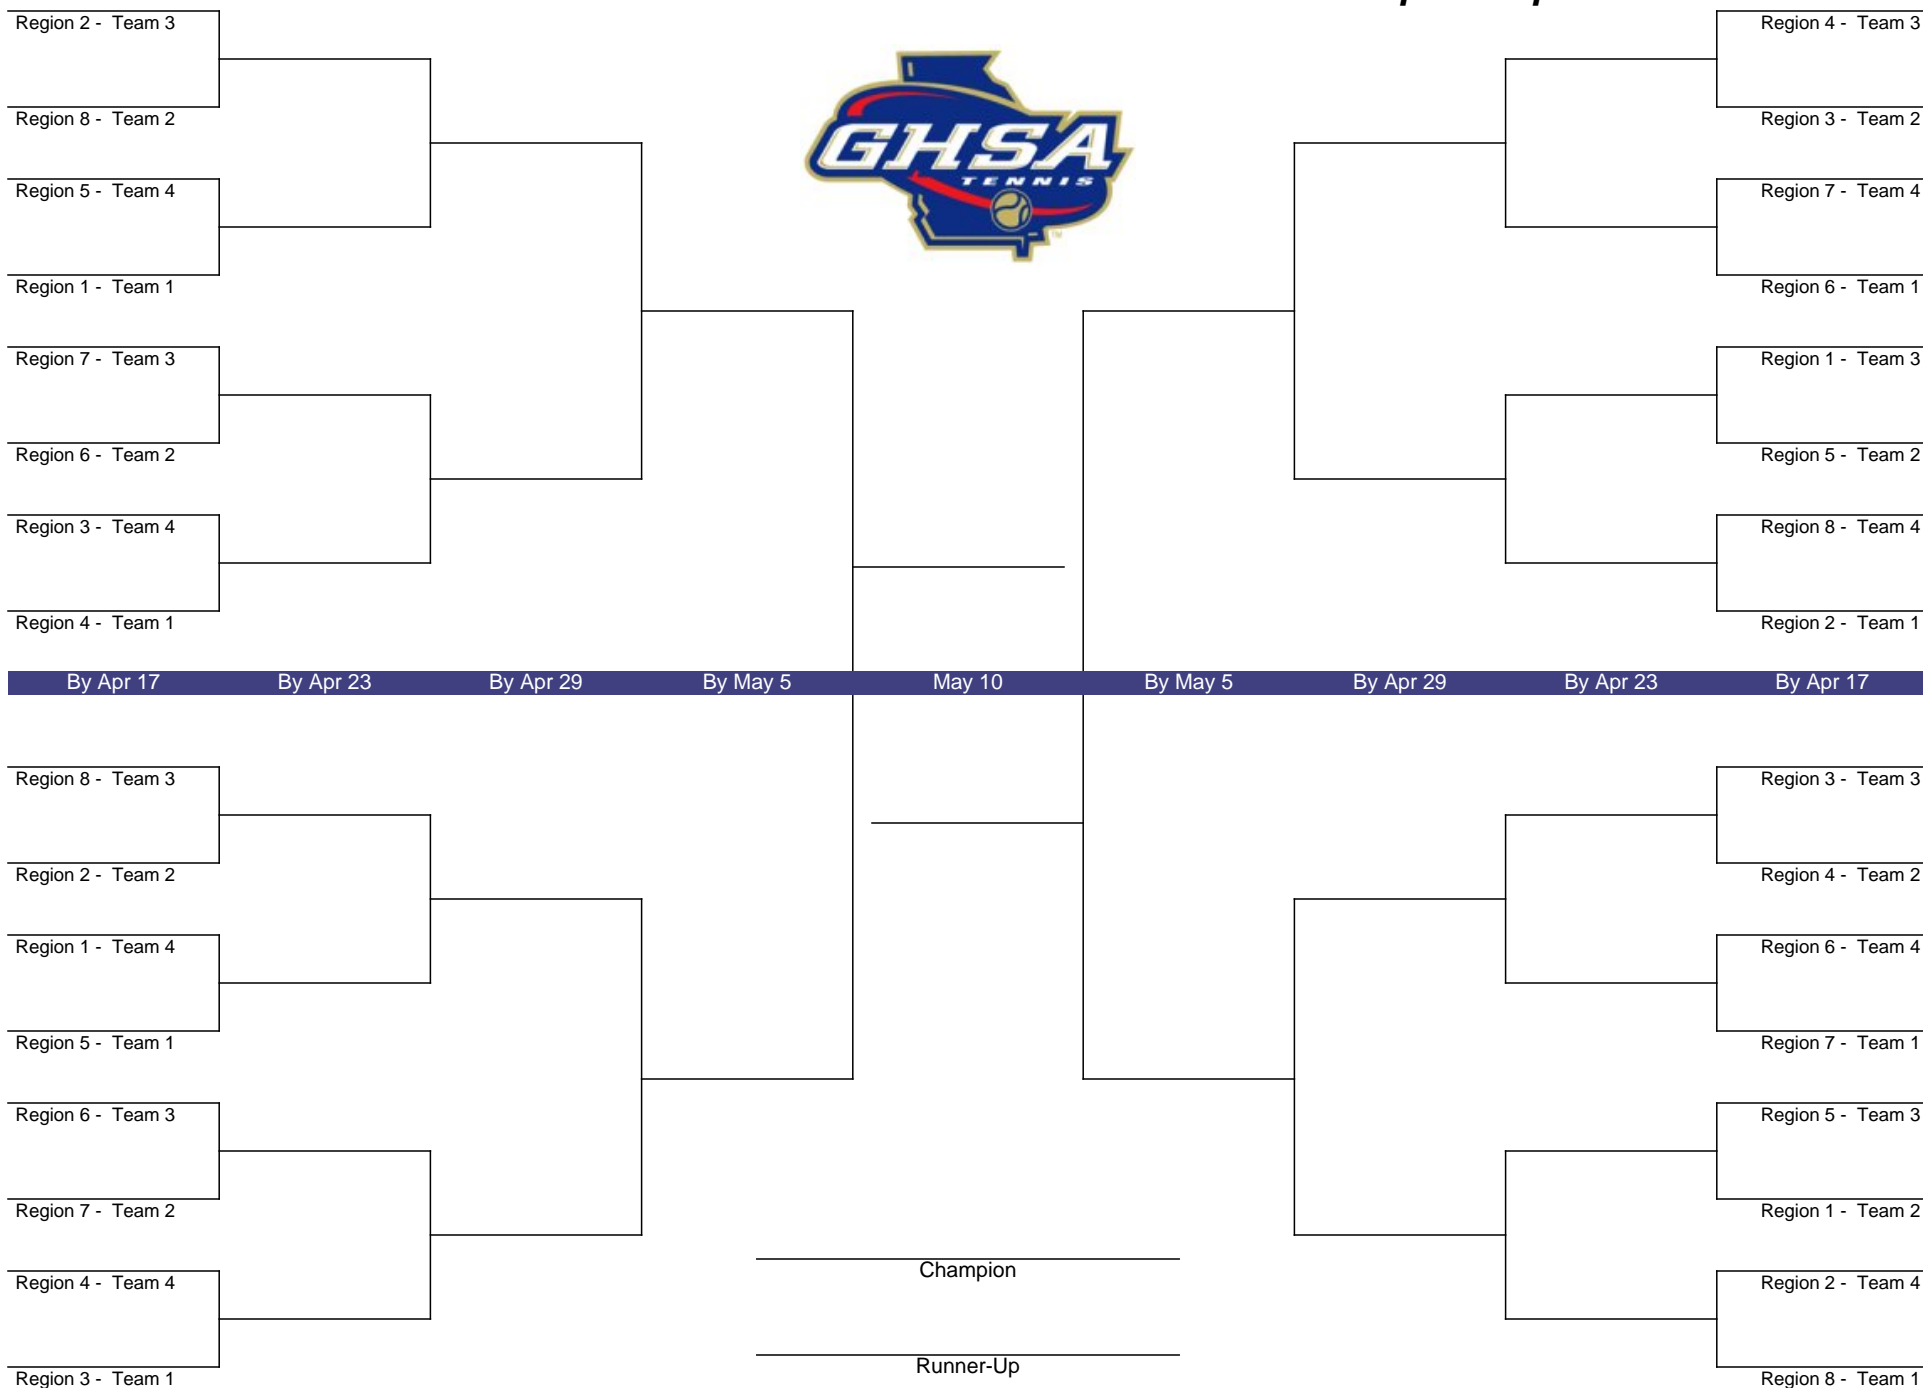 Region 2 - Team 3
Region 8 - Team 2
Region 5 - Team 4
Region 1 - Team 1
Region 7 - Team 3
Region 6 - Team 2
Region 3 - Team 4
Region 4 - Team 1
GHSA
TENNIS
TM
Region 4 - Team 3
Region 3 - Team 2
Region 7 - Team 4
Region 6 - Team 1
Region 1 - Team 3
Region 5 - Team 2
Region 8 - Team 4
Region 2 - Team 1
By Apr 17 By Apr 23 By Apr 29 By May 5 May 10 By May 5 By Apr 29 By Apr 23 By Apr 17
Region 8 - Team 3
Region 2 - Team 2
Region 1 - Team 4
Region 5 - Team 1
Region 6 - Team 3
Region 7 - Team 2
Region 4 - Team 4
Region 3 - Team 1
Champion
Runner-Up
Region 3 - Team 3
Region 4 - Team 2
Region 6 - Team 4
Region 7 - Team 1
Region 5 - Team 3
Region 1 - Team 2
Region 2 - Team 4
Region 8 - Team 1